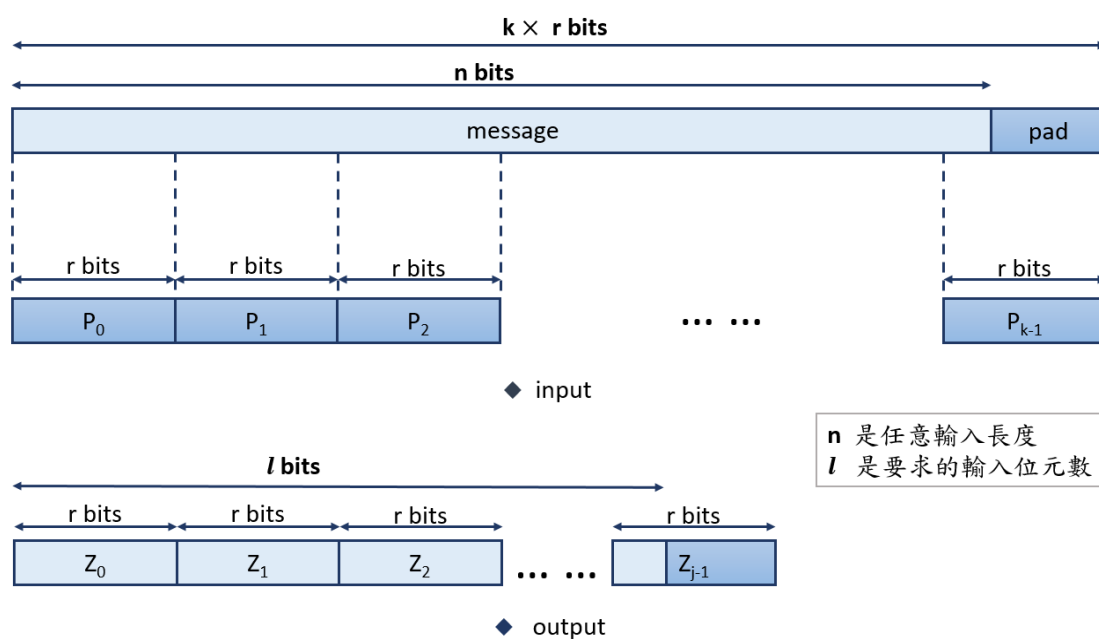 k × r bits
n bits
message pad
r bits r bits r bits r bits
P0 P1 P2 ... ... Pk-1
◆ input
n 是任意輸入長度
l 是要求的輸入位元數
l bits
r bits r bits r bits r bits
Z0 Z1 Z2 ... ... Zj-1
◆ output